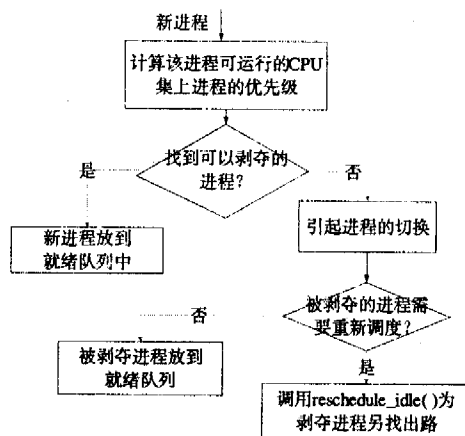 新进程
计算该进程可运行的CPU
集上进程的优先级
找到可以剥夺的
进程?
是
否
新进程放到
就绪队列中
引起进程的切换
被剥夺的进程需
要重新调度?
否
是
被剥夺进程放到
就绪队列
调用reschedule_idle( )为
剥夺进程另找出路